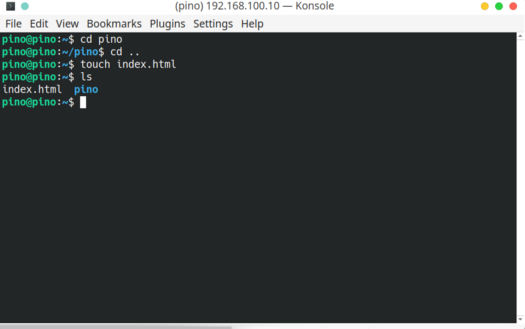 (pino) 192.168.100.10 — Konsole
File Edit View Bookmarks Plugins Settings Help
pino@pino:~$ cd pino
pino@pino:~/pino$ cd ..
pino@pino:~$ touch index.html
pino@pino:~$ ls
index.html  pino
pino@pino:~$